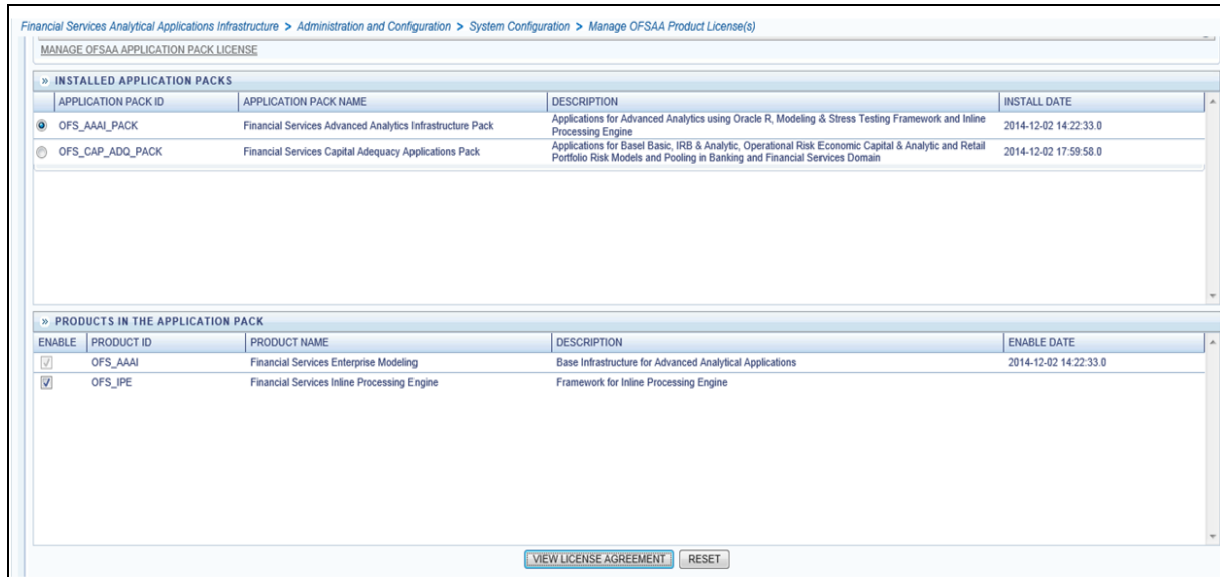 Financial Services Analytical Applications Infrastructure > Administration and Configuration > System Configuration > Manage OFSAA Product License(s)
MANAGE OFSAA APPLICATION PACK LICENSE
» INSTALLED APPLICATION PACKS
APPLICATION PACK ID APPLICATION PACK NAME DESCRIPTION INSTALL DATE
OFS_AAAI_PACK Financial Services Advanced Analytics Infrastructure Pack Applications for Advanced Analytics using Oracle R, Modeling & Stress Testing Framework and Inline 2014-12-02 14:22:33.0
Processing Engine
OFS_CAP_ADQ_PACK Financial Services Capital Adequacy Applications Pack Applications for Basel Basic, IRB & Analytic, Operational Risk Economic Capital & Analytic and Retail 2014-12-02 17:59:58.0
Portfolio Risk Models and Pooling in Banking and Financial Services Domain
» PRODUCTS IN THE APPLICATION PACK
ENABLE PRODUCT ID PRODUCT NAME DESCRIPTION ENABLE DATE
OFS_AAAI Financial Services Enterprise Modeling Base Infrastructure for Advanced Analytical Applications 2014-12-02 14:22:33.0
OFS_IPE Financial Services Inline Processing Engine Framework for Inline Processing Engine
VIEW LICENSE AGREEMENT RESET